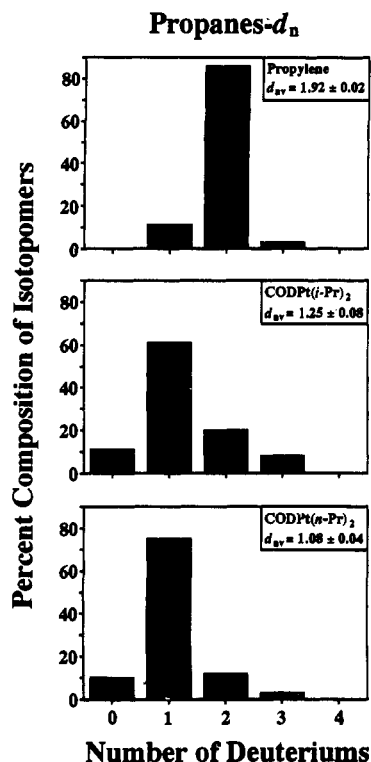 Propanes-dn
Percent Composition of Isotopomers
80
60
40
20
0
Propylene
dav = 1.92 ± 0.02
80
60
40
20
0
CODPt(i-Pr)2
dav = 1.25 ± 0.08
80
60
40
20
0
CODPt(n-Pr)2
dav = 1.08 ± 0.04
0 1 2 3 4
Number of Deuteriums